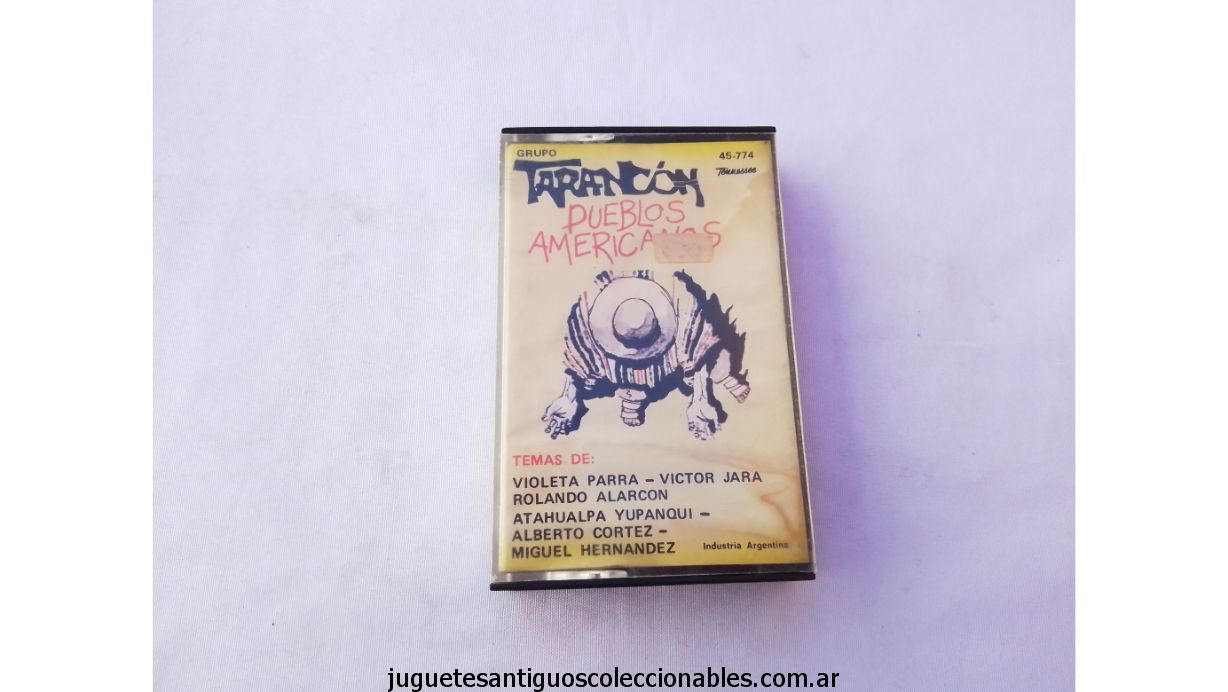 GRUPO
45-774
TARANCÓN
Tennessee
PUEBLOS
AMERICANOS
TEMAS DE:
VIOLETA PARRA – VICTOR JARA
ROLANDO ALARCON
ATAHUALPA YUPANQUI –
ALBERTO CORTEZ –
MIGUEL HERNANDEZ
Industria Argentina
juguetesantiguoscoleccionables.com.ar